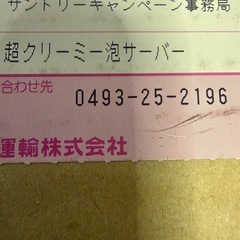 サントリーキャンペーン事務局
超クリーミー泡サーバー
合わせ先 0493-25-2196
運輸株式会社